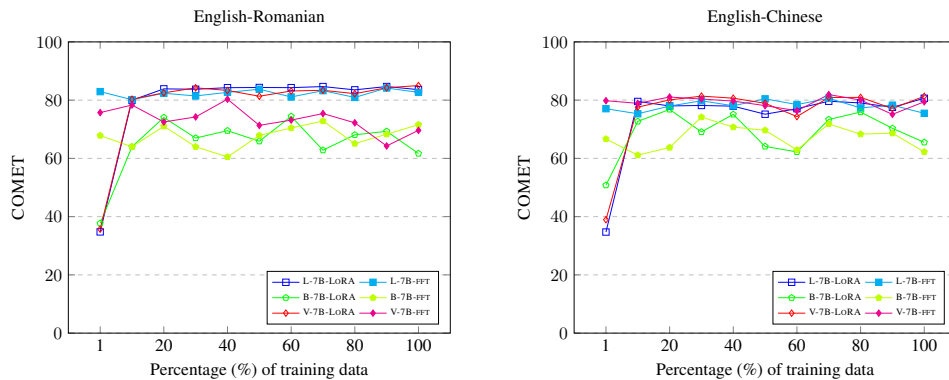 English-Romanian
100
80
60
40
20
0
COMET
1 20 40 60 80 100
Percentage (%) of training data
L-7B-LORA L-7B-FFT
B-7B-LORA B-7B-FFT
V-7B-LORA V-7B-FFT
English-Chinese
100
80
60
40
20
0
COMET
1 20 40 60 80 100
Percentage (%) of training data
L-7B-LORA L-7B-FFT
B-7B-LORA B-7B-FFT
V-7B-LORA V-7B-FFT